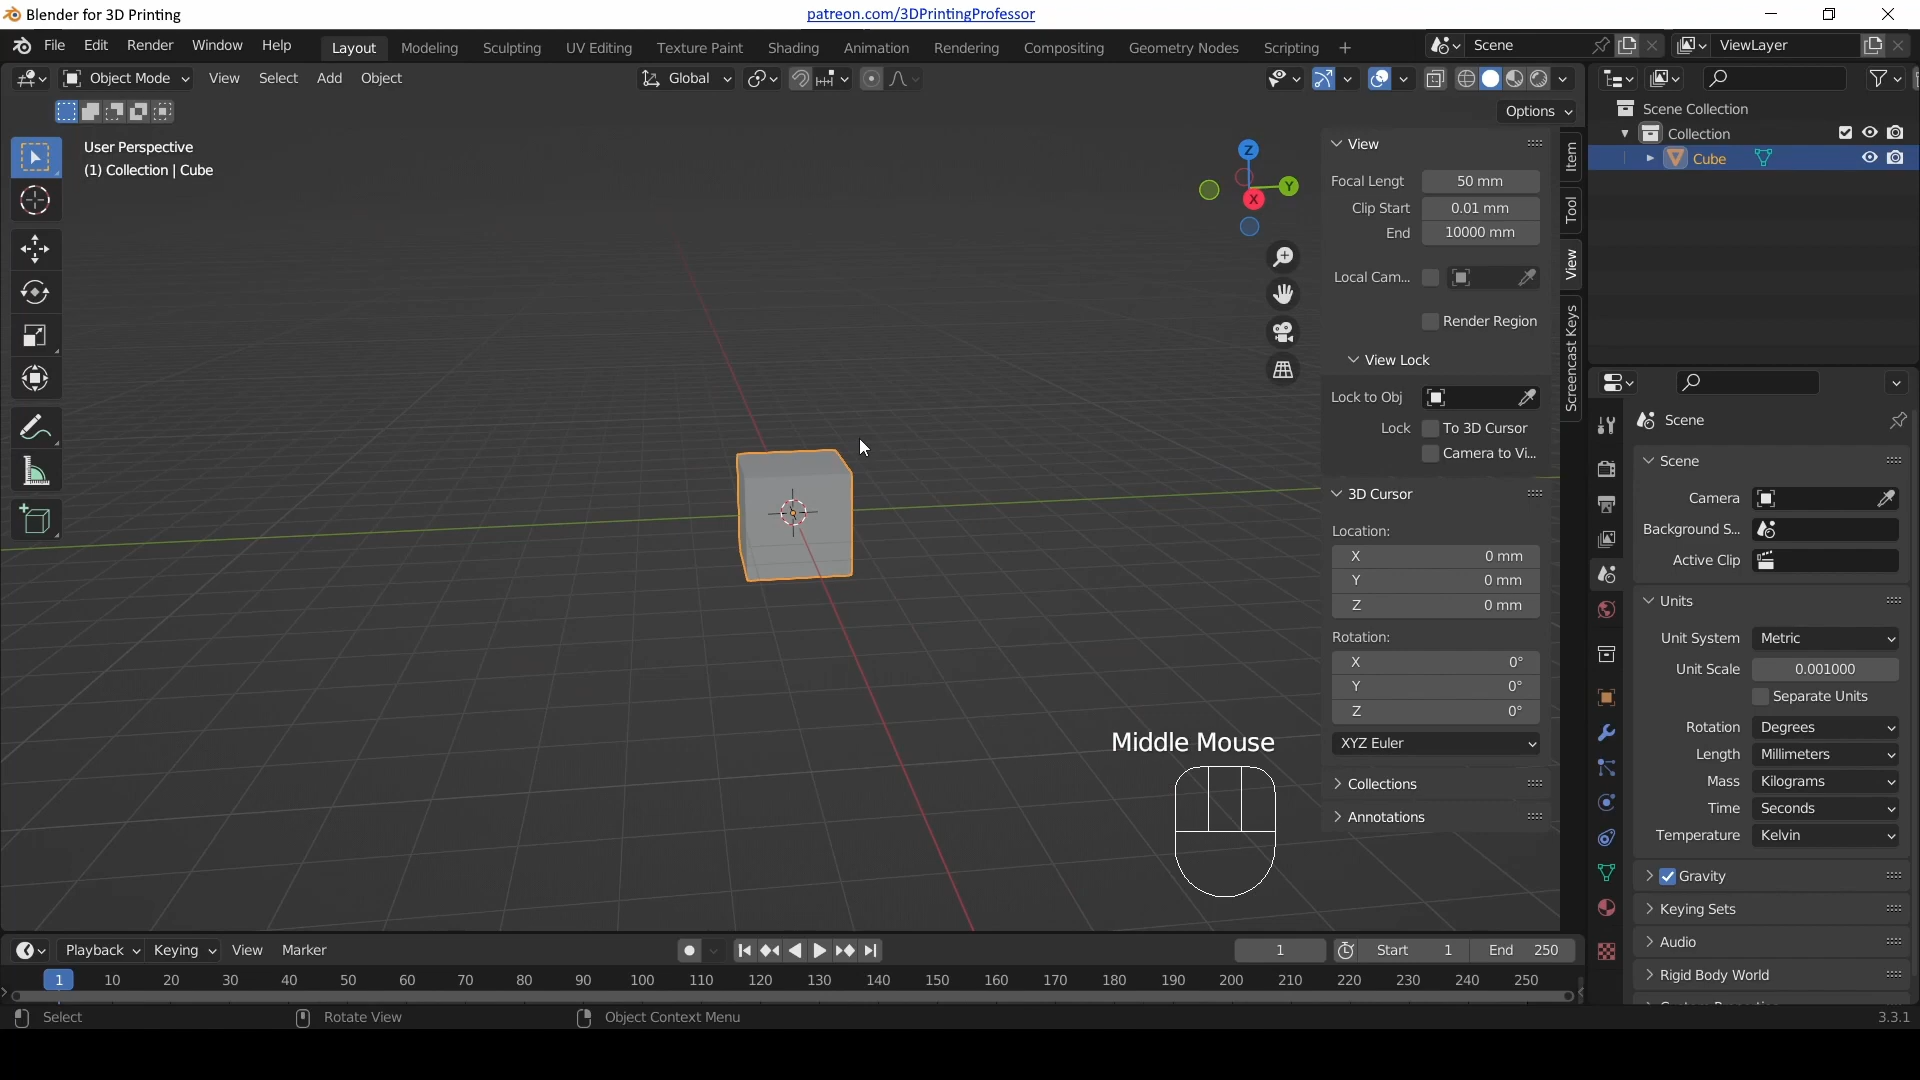 Blender for 3D Printing
patreon.com/3DPrintingProfessor
File Edit Render Window Help
Layout Modeling Sculpting UV Editing Texture Paint Shading Animation Rendering Compositing Geometry Nodes Scripting +
Scene
ViewLayer
Object Mode View Select Add Object
Global
Options
User Perspective
(1) Collection | Cube
Z
Y
X
View
Focal Lengt 50 mm
Clip Start 0.01 mm
End 10000 mm
Local Cam...
Render Region
View Lock
Lock to Obj
Lock To 3D Cursor
Camera to Vi...
3D Cursor
Location:
X 0 mm
Y 0 mm
Z 0 mm
Rotation:
X 0°
Y 0°
Z 0°
XYZ Euler
Collections
Annotations
Item
Tool
View
Screencast Keys
Middle Mouse
Scene Collection
Collection
Cube
Scene
Scene
Camera
Background S...
Active Clip
Units
Unit System Metric
Unit Scale 0.001000
Separate Units
Rotation Degrees
Length Millimeters
Mass Kilograms
Time Seconds
Temperature Kelvin
Gravity
Keying Sets
Audio
Rigid Body World
Playback Keying View Marker
1
Start 1
End 250
1 10 20 30 40 50 60 70 80 90 100 110 120 130 140 150 160 170 180 190 200 210 220 230 240 250
Select Rotate View Object Context Menu
3.3.1